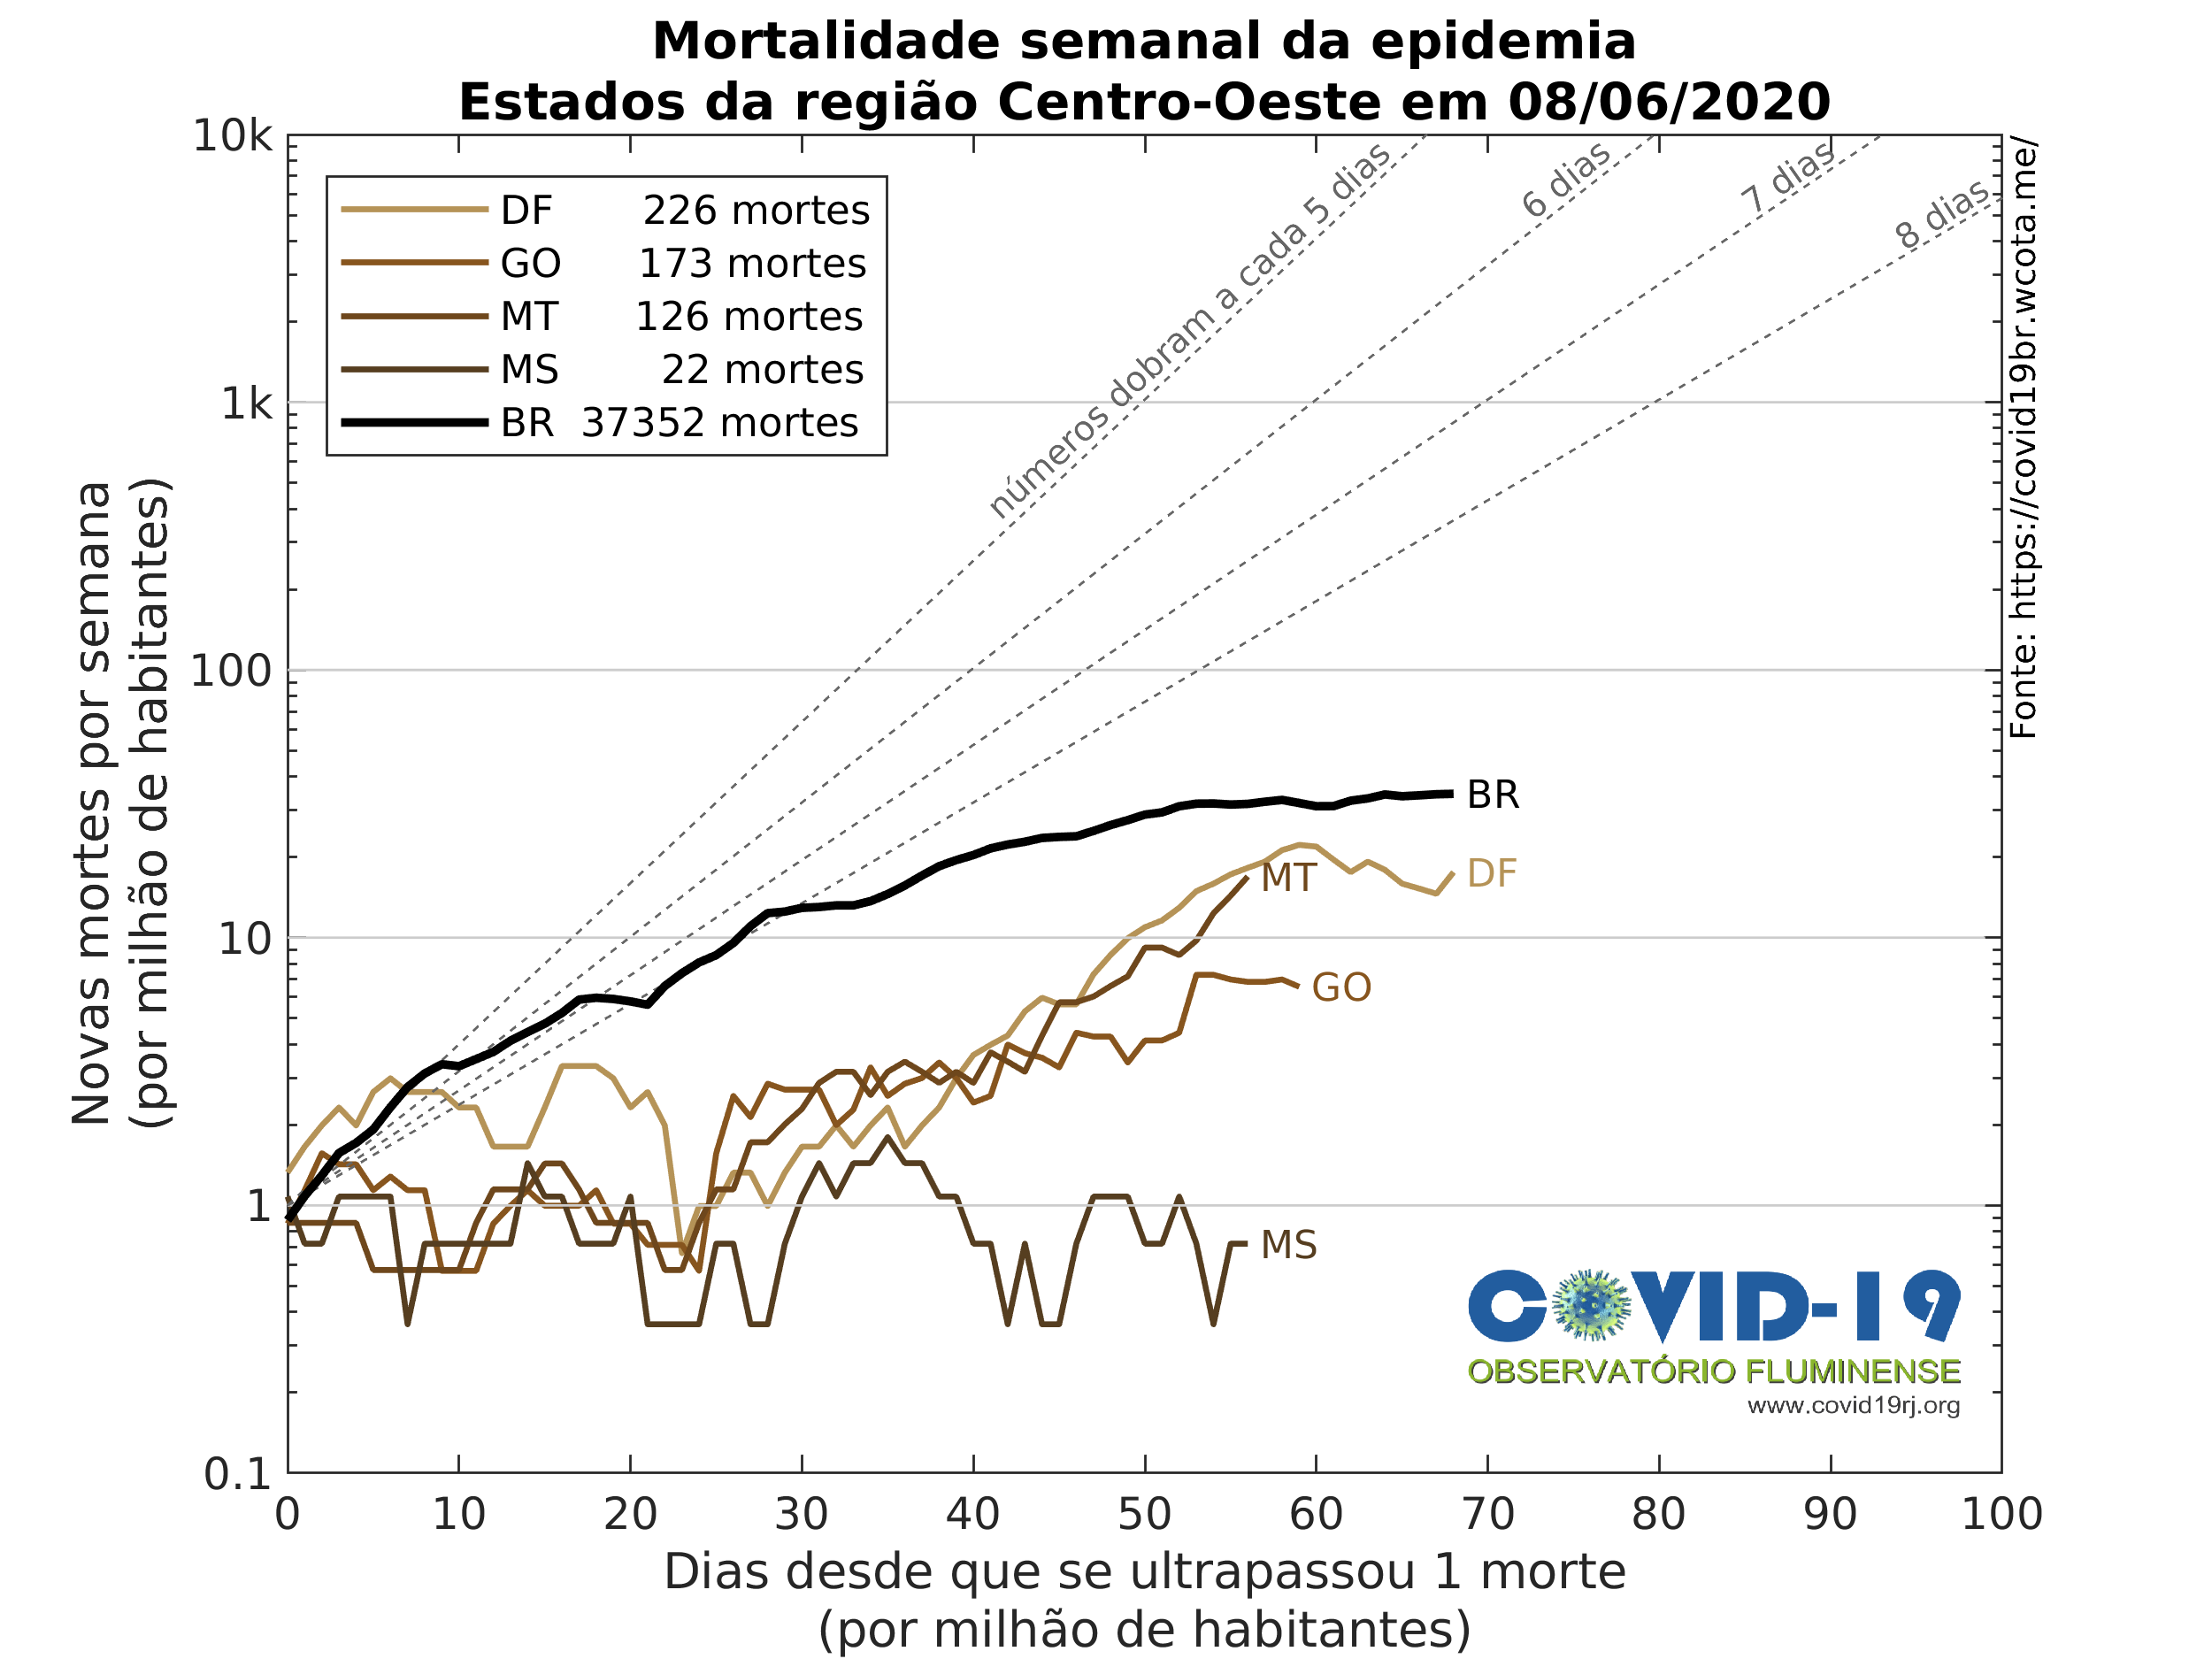 Mortalidade semanal da epidemia
Estados da região Centro-Oeste em 08/06/2020
10k
1k
100
10
1
0.1
Novas mortes por semana
(por milhão de habitantes)
DF 226 mortes
GO 173 mortes
MT 126 mortes
MS 22 mortes
BR 37352 mortes
números dobram a cada 5 dias
6 dias
7 dias
8 dias
Fonte: https://covid19br.wcota.me/
BR
DF
MT
GO
MS
COVID-19
OBSERVATÓRIO FLUMINENSE
www.covid19rj.org
0 10 20 30 40 50 60 70 80 90 100
Dias desde que se ultrapassou 1 morte
(por milhão de habitantes)